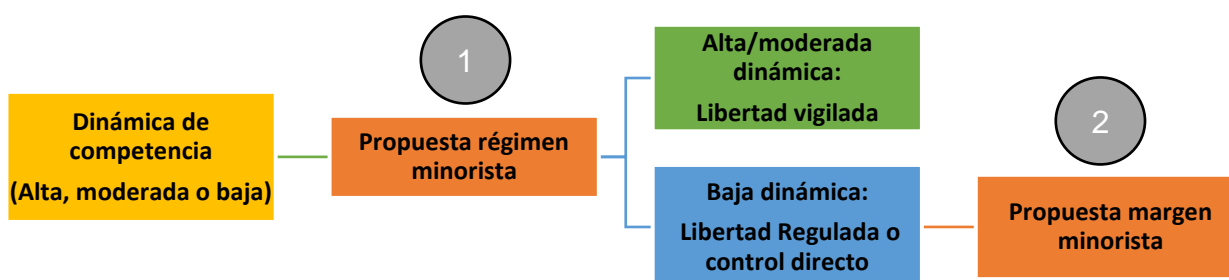 Dinámica de
competencia
(Alta, moderada o baja)
1
Propuesta régimen
minorista
Alta/moderada
dinámica:
Libertad vigilada
Baja dinámica:
Libertad Regulada o
control directo
2
Propuesta margen
minorista